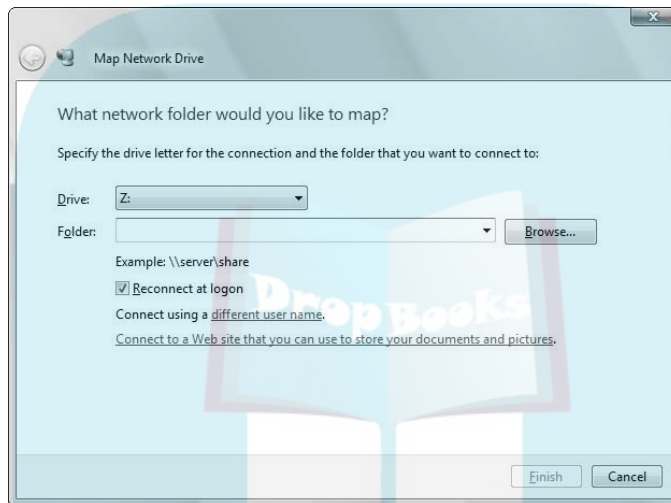 Map Network Drive
What network folder would you like to map?
Specify the drive letter for the connection and the folder that you want to connect to:
Drive: Z:
Folder: Browse...
Example: \\server\share
Reconnect at logon
Connect using a different user name.
Connect to a Web site that you can use to store your documents and pictures.
DropBooks
Finish Cancel